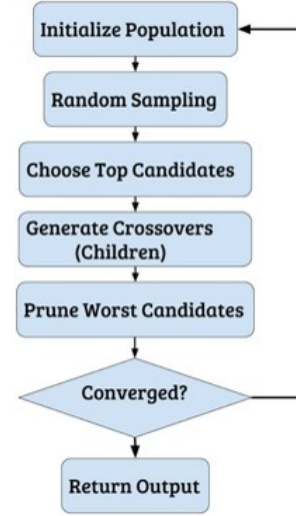 Initialize Population
Random Sampling
Choose Top Candidates
Generate Crossovers
(Children)
Prune Worst Candidates
Converged?
Return Output